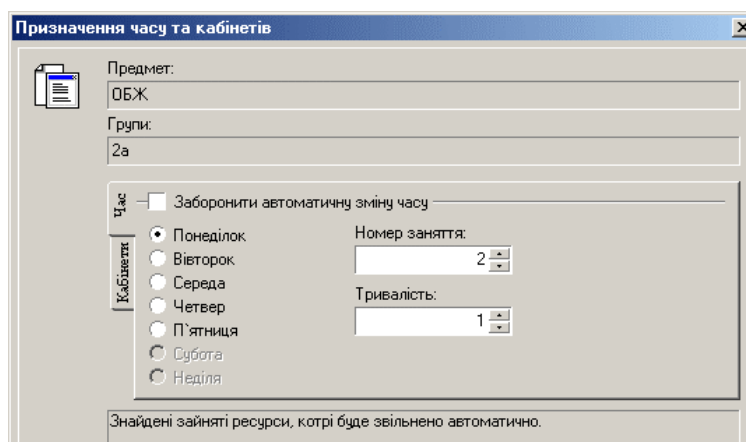 Призначення часу та кабінетів
Предмет:
ОБЖ
Групи:
2а
Час
Заборонити автоматичну зміну часу
Кабінети
Понеділок
Вівторок
Середа
Четвер
П`ятниця
Субота
Неділя
Номер заняття:
2
Тривалість:
1
Знайдені зайняті ресурси, котрі буде звільнено автоматично.